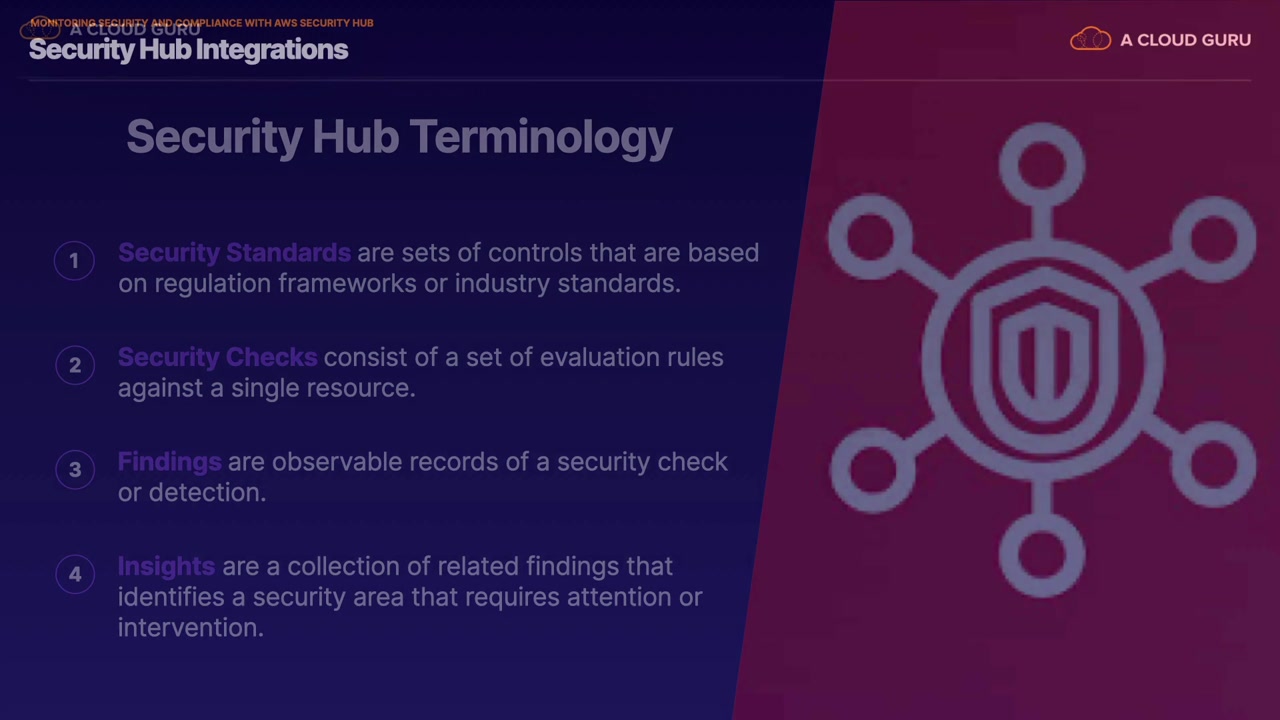 MONITORING SECURITY AND COMPLIANCE WITH AWS SECURITY HUB
A CLOUD GURU
Security Hub Integrations
A CLOUD GURU
Security Hub Terminology
1
Security Standards are sets of controls that are based
on regulation frameworks or industry standards.
2
Security Checks consist of a set of evaluation rules
against a single resource.
3
Findings are observable records of a security check
or detection.
4
Insights are a collection of related findings that
identifies a security area that requires attention or
intervention.